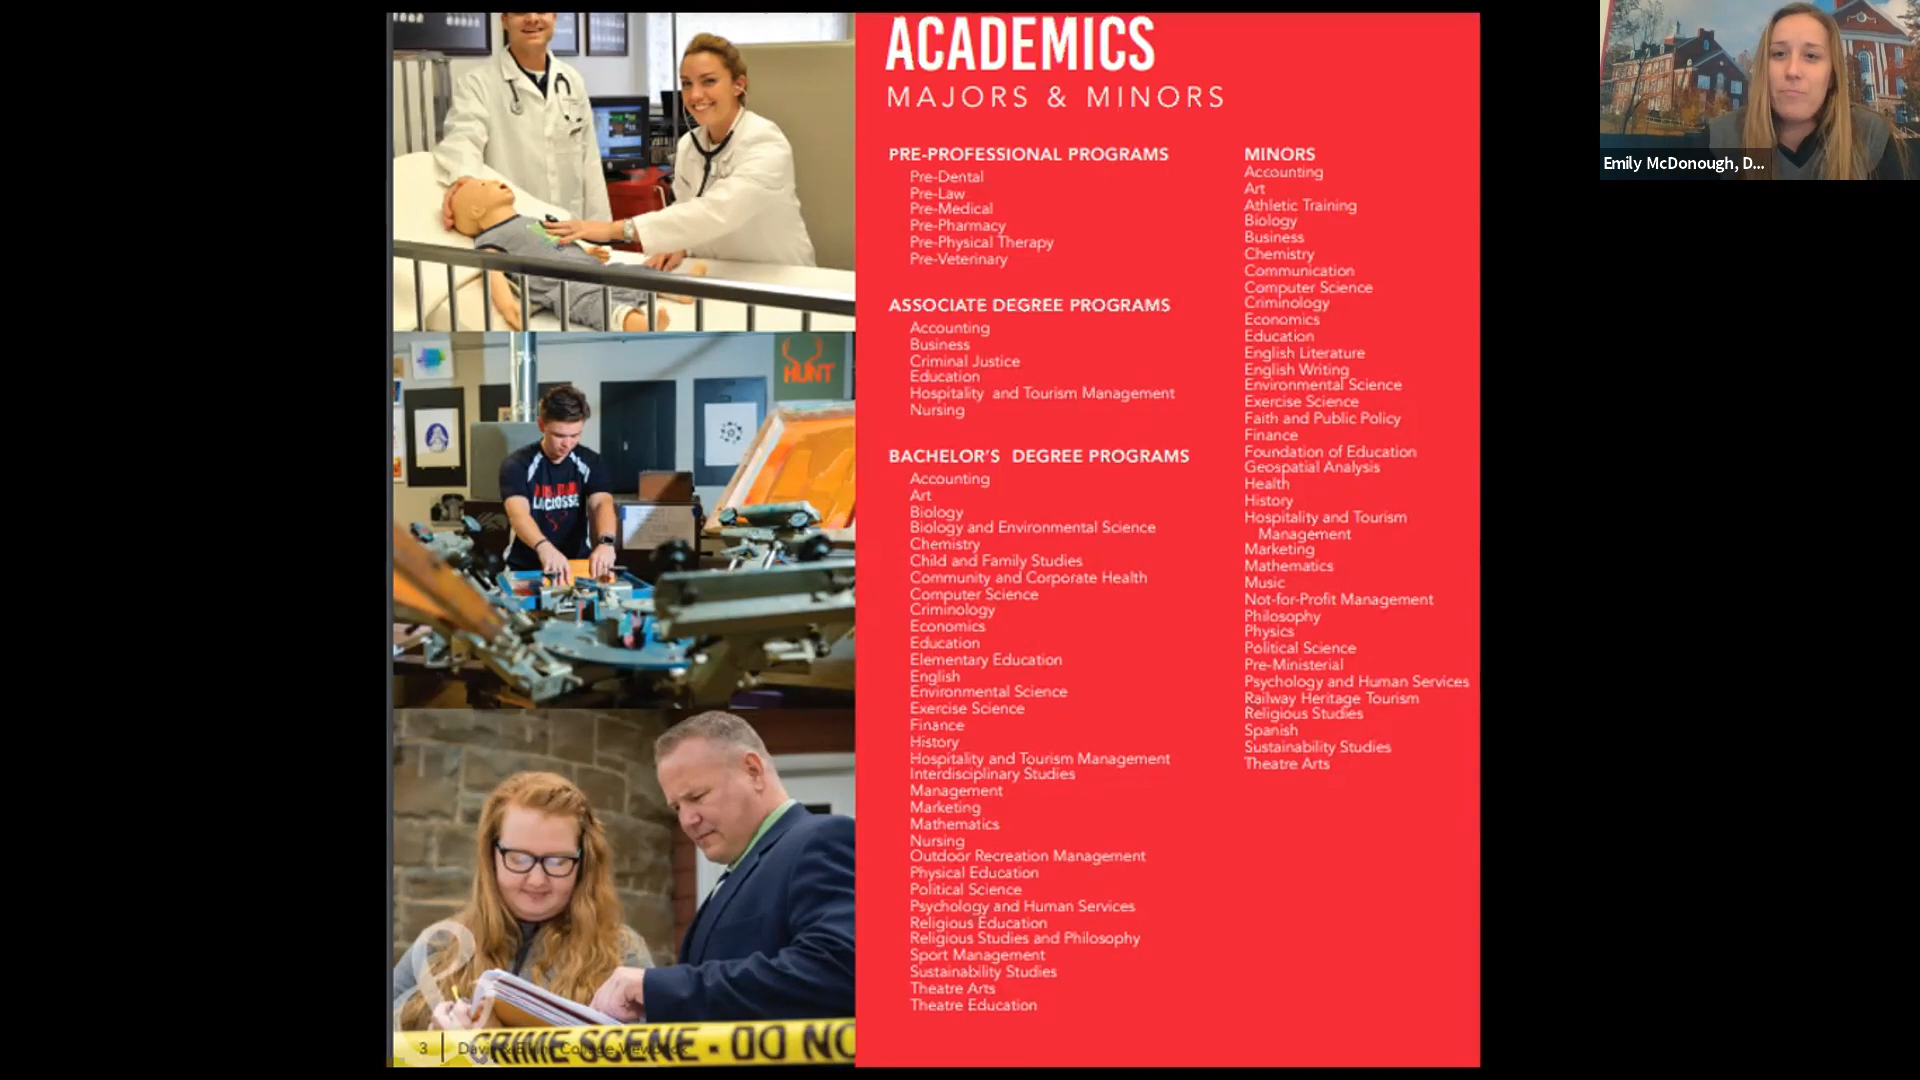 ACADEMICS
MAJORS & MINORS
PRE-PROFESSIONAL PROGRAMS
Pre-Dental
Pre-Law
Pre-Medical
Pre-Pharmacy
Pre-Physical Therapy
Pre-Veterinary
ASSOCIATE DEGREE PROGRAMS
Accounting
Business
Criminal Justice
Education
Hospitality and Tourism Management
Nursing
BACHELOR'S DEGREE PROGRAMS
Accounting
Art
Biology
Biology and Environmental Science
Chemistry
Child and Family Studies
Community and Corporate Health
Computer Science
Criminology
Economics
Education
Elementary Education
English
Environmental Science
Exercise Science
Finance
History
Hospitality and Tourism Management
Interdisciplinary Studies
Management
Marketing
Mathematics
Nursing
Outdoor Recreation Management
Physical Education
Political Science
Psychology and Human Services
Religious Education
Religious Studies and Philosophy
Sport Management
Sustainability Studies
Theatre Arts
Theatre Education
MINORS
Accounting
Art
Athletic Training
Biology
Business
Chemistry
Communication
Computer Science
Criminology
Economics
Education
English Literature
English Writing
Environmental Science
Exercise Science
Faith and Public Policy
Finance
Foundation of Education
Geospatial Analysis
Health
History
Hospitality and Tourism
Management
Marketing
Mathematics
Music
Not-for-Profit Management
Philosophy
Physics
Political Science
Pre-Ministerial
Psychology and Human Services
Railway Heritage Tourism
Religious Studies
Spanish
Sustainability Studies
Theatre Arts
HUNT
LACROSSE
&
CRIME SCENE - DO NO
3
College Viewbook
Emily McDonough, D...